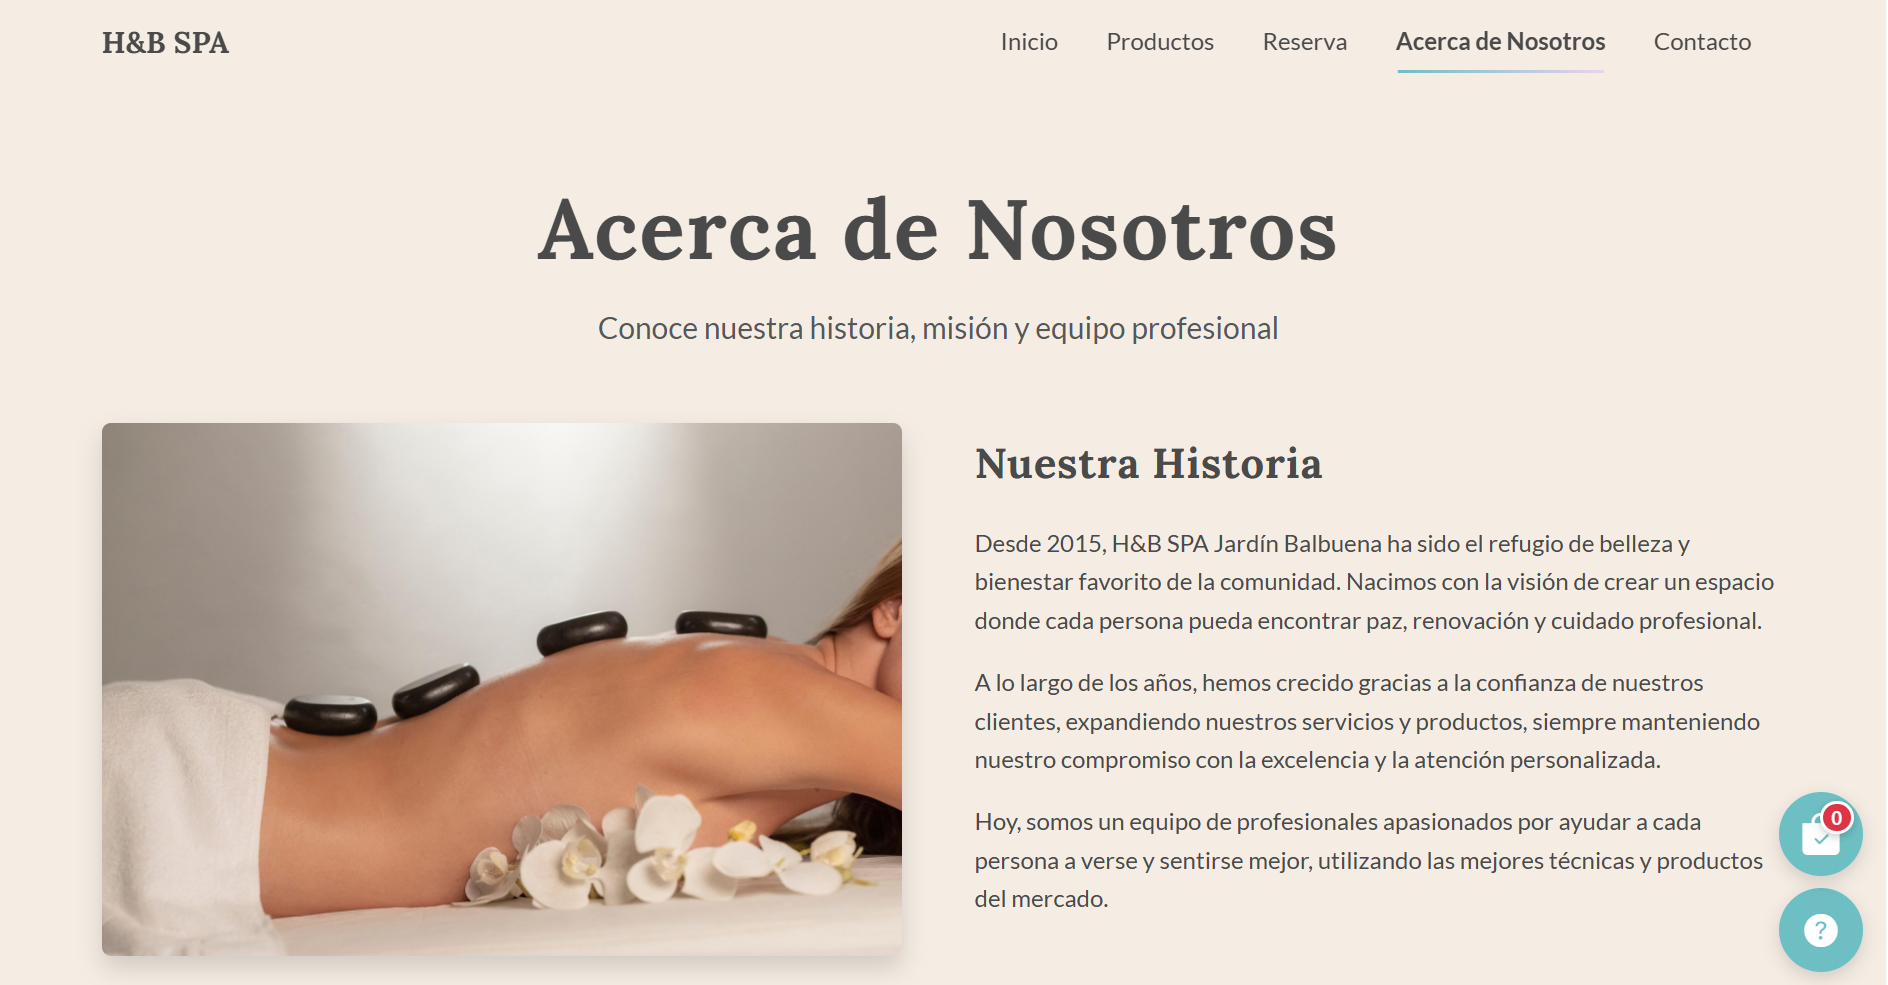 H&B SPA
Inicio
Productos
Reserva
Acerca de Nosotros
Contacto
Acerca de Nosotros
Conoce nuestra historia, misión y equipo profesional
Nuestra Historia
Desde 2015, H&B SPA Jardín Balbuena ha sido el refugio de belleza y
bienestar favorito de la comunidad. Nacimos con la visión de crear un espacio
donde cada persona pueda encontrar paz, renovación y cuidado profesional.
A lo largo de los años, hemos crecido gracias a la confianza de nuestros
clientes, expandiendo nuestros servicios y productos, siempre manteniendo
nuestro compromiso con la excelencia y la atención personalizada.
Hoy, somos un equipo de profesionales apasionados por ayudar a cada
persona a verse y sentirse mejor, utilizando las mejores técnicas y productos
del mercado.
0
?